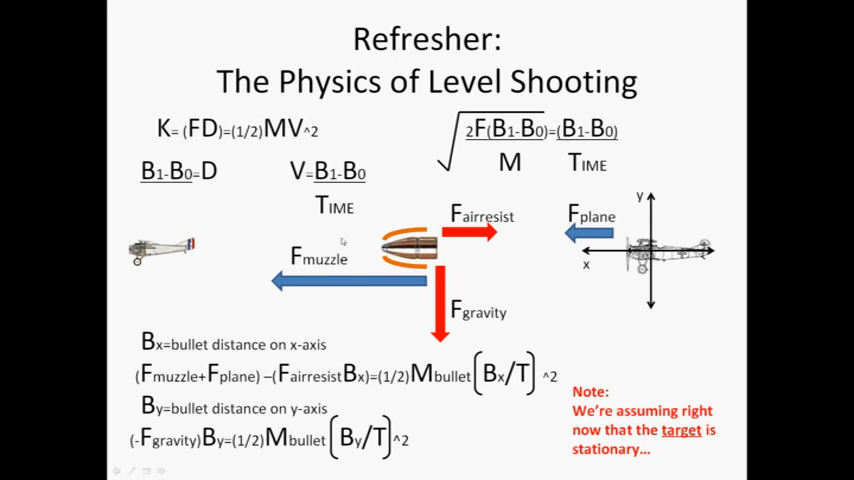 Refresher:
The Physics of Level Shooting
K= (FD)=(1/2)MV^2
2F(B1-B0)=(B1-B0)
M TIME
B1-B0=D
V=B1-B0
TIME
Fairresist
Fplane
y
x
Fmuzzle
Fgravity
Bx=bullet distance on x-axis
(Fmuzzle+Fplane) –(FairresistBx)=(1/2)Mbullet(Bx/T) ^2
By=bullet distance on y-axis
(-Fgravity)By=(1/2)Mbullet(By/T)^2
Note:
We're assuming right
now that the target is
stationary...